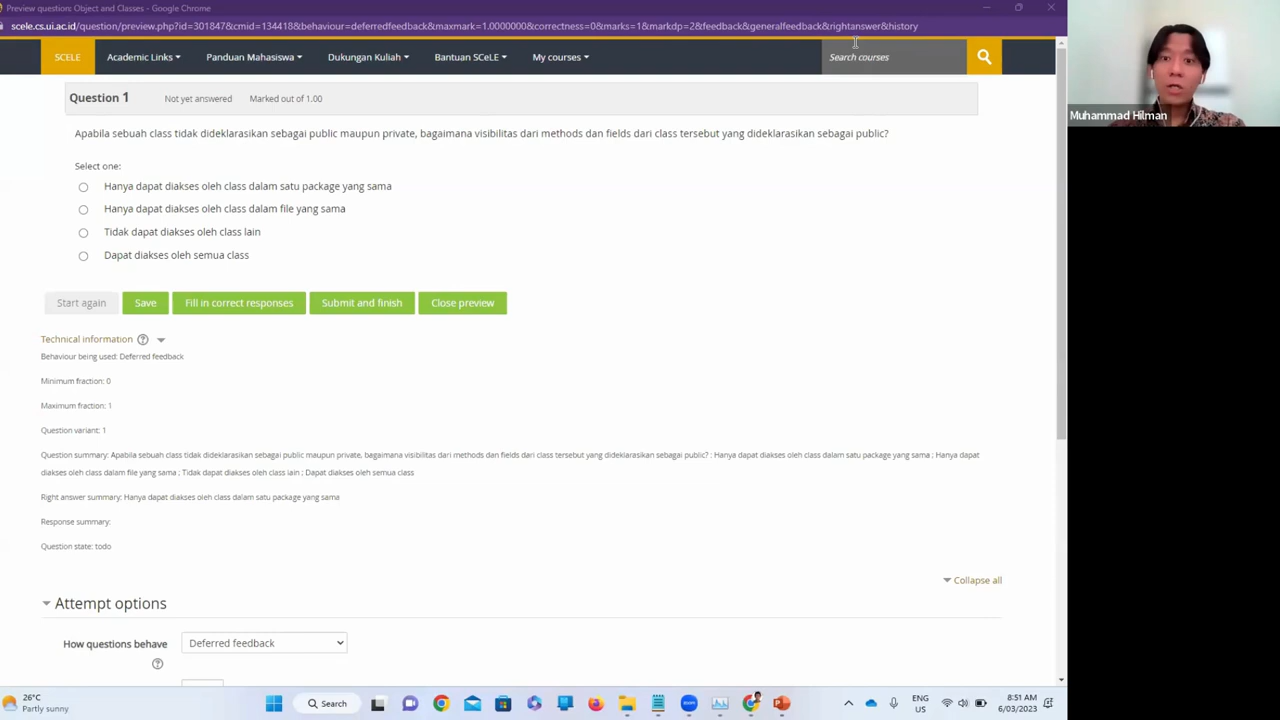 Preview question: Object and Classes - Google Chrome
scele.cs.ui.ac.id/question/preview.php?id=301847&cmid=134418&behaviour=deferredfeedback&maxmark=1.0000000&correctness=0&marks=1&markdp=2&feedback&generalfeedback&rightanswer&history
SCELE Academic Links Panduan Mahasiswa Dukungan Kuliah Bantuan SCeLE My courses Search courses
Muhammad Hilman
Question 1 Not yet answered Marked out of 1.00
Apabila sebuah class tidak dideklarasikan sebagai public maupun private, bagaimana visibilitas dari methods dan fields dari class tersebut yang dideklarasikan sebagai public?
Select one:
Hanya dapat diakses oleh class dalam satu package yang sama
Hanya dapat diakses oleh class dalam file yang sama
Tidak dapat diakses oleh class lain
Dapat diakses oleh semua class
Start again Save Fill in correct responses Submit and finish Close preview
Technical information
Behaviour being used: Deferred feedback
Minimum fraction: 0
Maximum fraction: 1
Question variant: 1
Question summary: Apabila sebuah class tidak dideklarasikan sebagai public maupun private, bagaimana visibilitas dari methods dan fields dari class tersebut yang dideklarasikan sebagai public? : Hanya dapat diakses oleh class dalam satu package yang sama ; Hanya dapat
diakses oleh class dalam file yang sama ; Tidak dapat diakses oleh class lain ; Dapat diakses oleh semua class
Right answer summary: Hanya dapat diakses oleh class dalam satu package yang sama
Response summary:
Question state: todo
Collapse all
Attempt options
How questions behave Deferred feedback
26°C
Partly sunny
Search
ENG
US
8:51 AM
6/03/2023